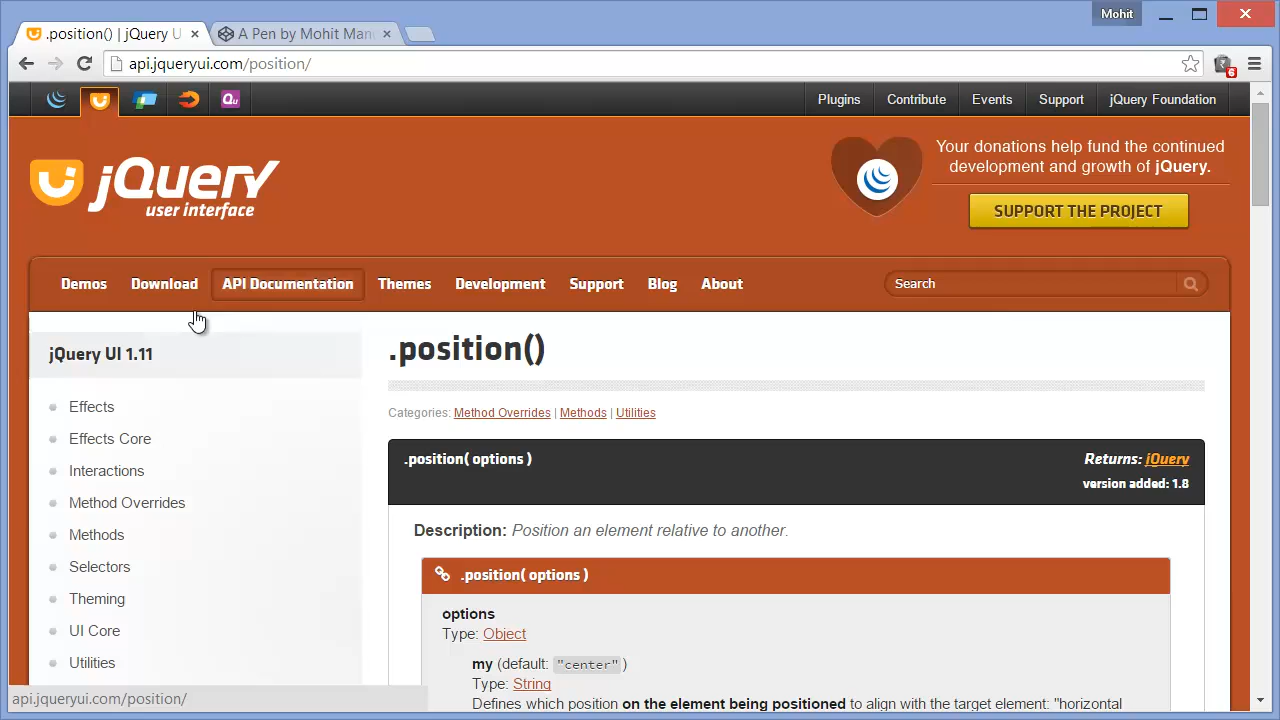 Mohit
.position() | jQuery U
A Pen by Mohit Man
api.jqueryui.com/position/
6
Qu
Plugins
Contribute
Events
Support
jQuery Foundation
jQuery
user interface
Your donations help fund the continued
development and growth of jQuery.
SUPPORT THE PROJECT
Demos
Download
API Documentation
Themes
Development
Support
Blog
About
Search
jQuery UI 1.11
Effects
Effects Core
Interactions
Method Overrides
Methods
Selectors
Theming
UI Core
Utilities
.position()
Categories: Method Overrides | Methods | Utilities
.position( options )
Returns: jQuery
version added: 1.8
Description: Position an element relative to another.
.position( options )
options
Type: Object
my (default: "center" )
Type: String
Defines which position on the element being positioned to align with the target element: "horizontal
api.jqueryui.com/position/